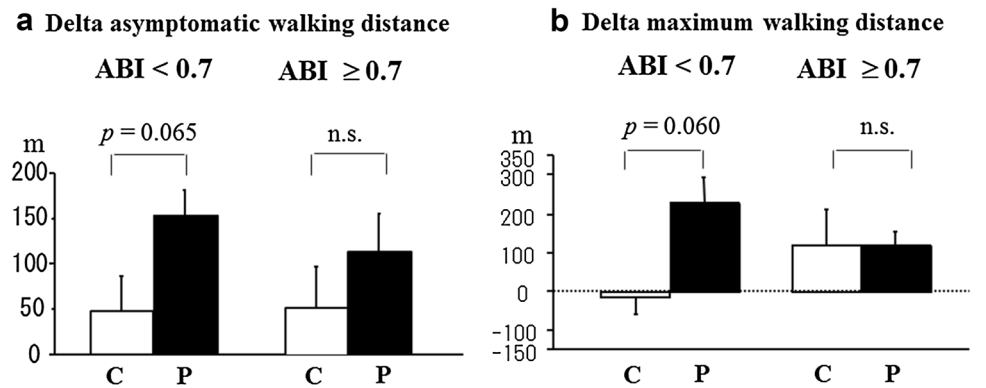 a Delta asymptomatic walking distance
ABI < 0.7 ABI ≥ 0.7
p = 0.065 n.s.
m
200
150
100
50
0
C P C P
b Delta maximum walking distance
ABI < 0.7 ABI ≥ 0.7
p = 0.060 n.s.
m
350
300
200
100
0
-100
-150
C P C P